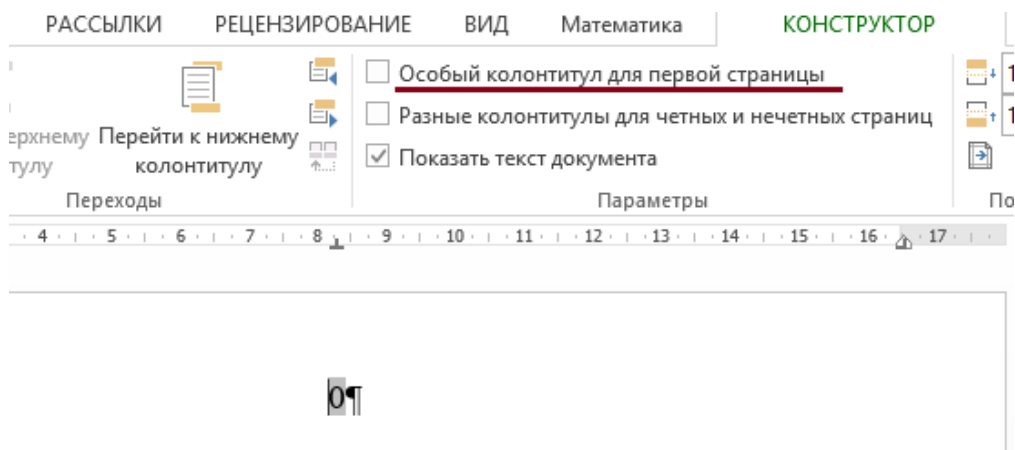 РАССЫЛКИ РЕЦЕНЗИРОВАНИЕ ВИД Математика КОНСТРУКТОР
Особый колонтитул для первой страницы
Разные колонтитулы для четных и нечетных страниц
Перейти к нижнему
колонтитулу
Показать текст документа
Переходы Параметры
4 5 6 7 8 9 10 11 12 13 14 15 16 17
0¶